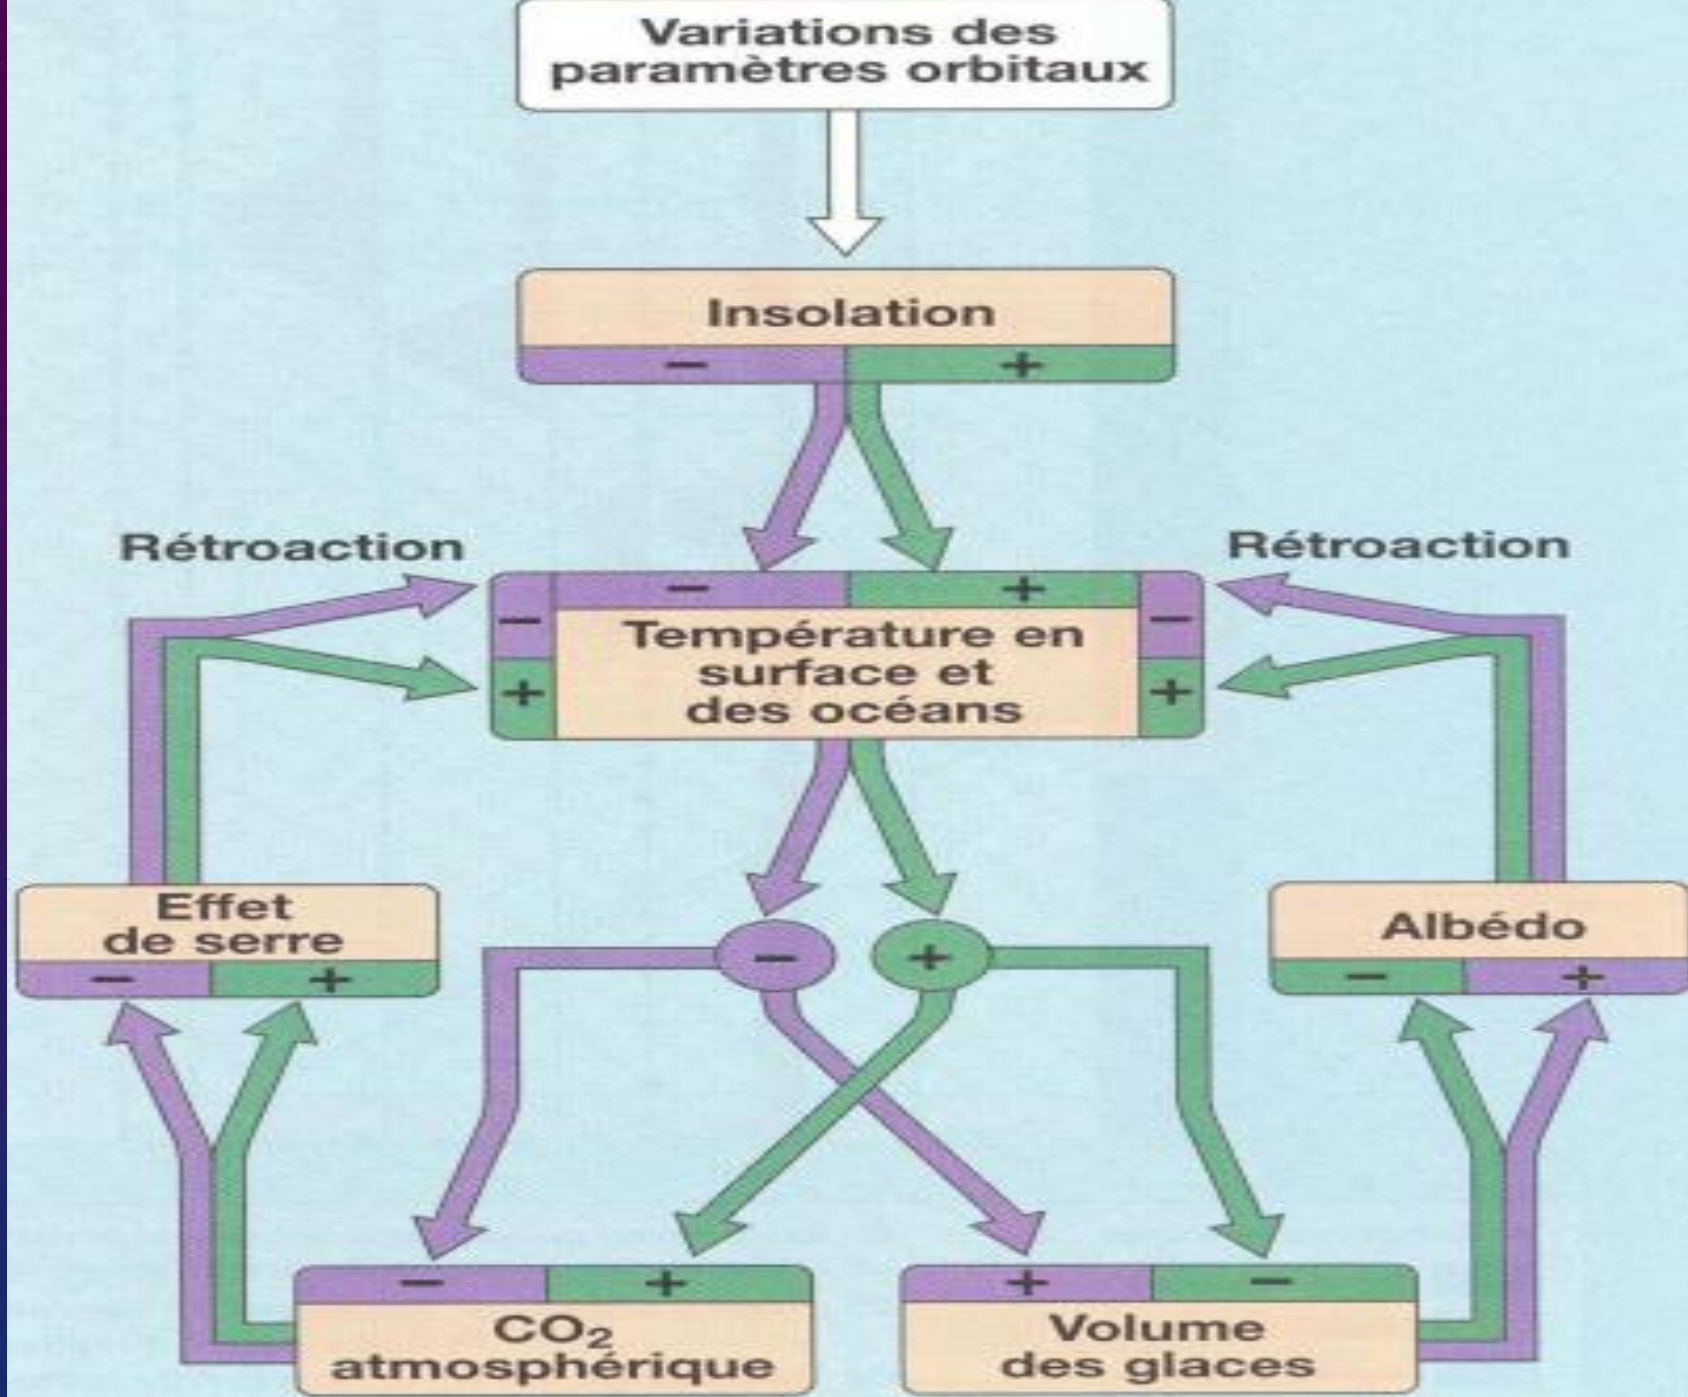 Variations des
paramètres orbitaux
Insolation
− +
Rétroaction
Rétroaction
− +
− −
Température en
surface et
des océans
+ +
Effet
de serre
− +
− +
Albédo
− +
− +
CO₂
atmosphérique
+ −
Volume
des glaces